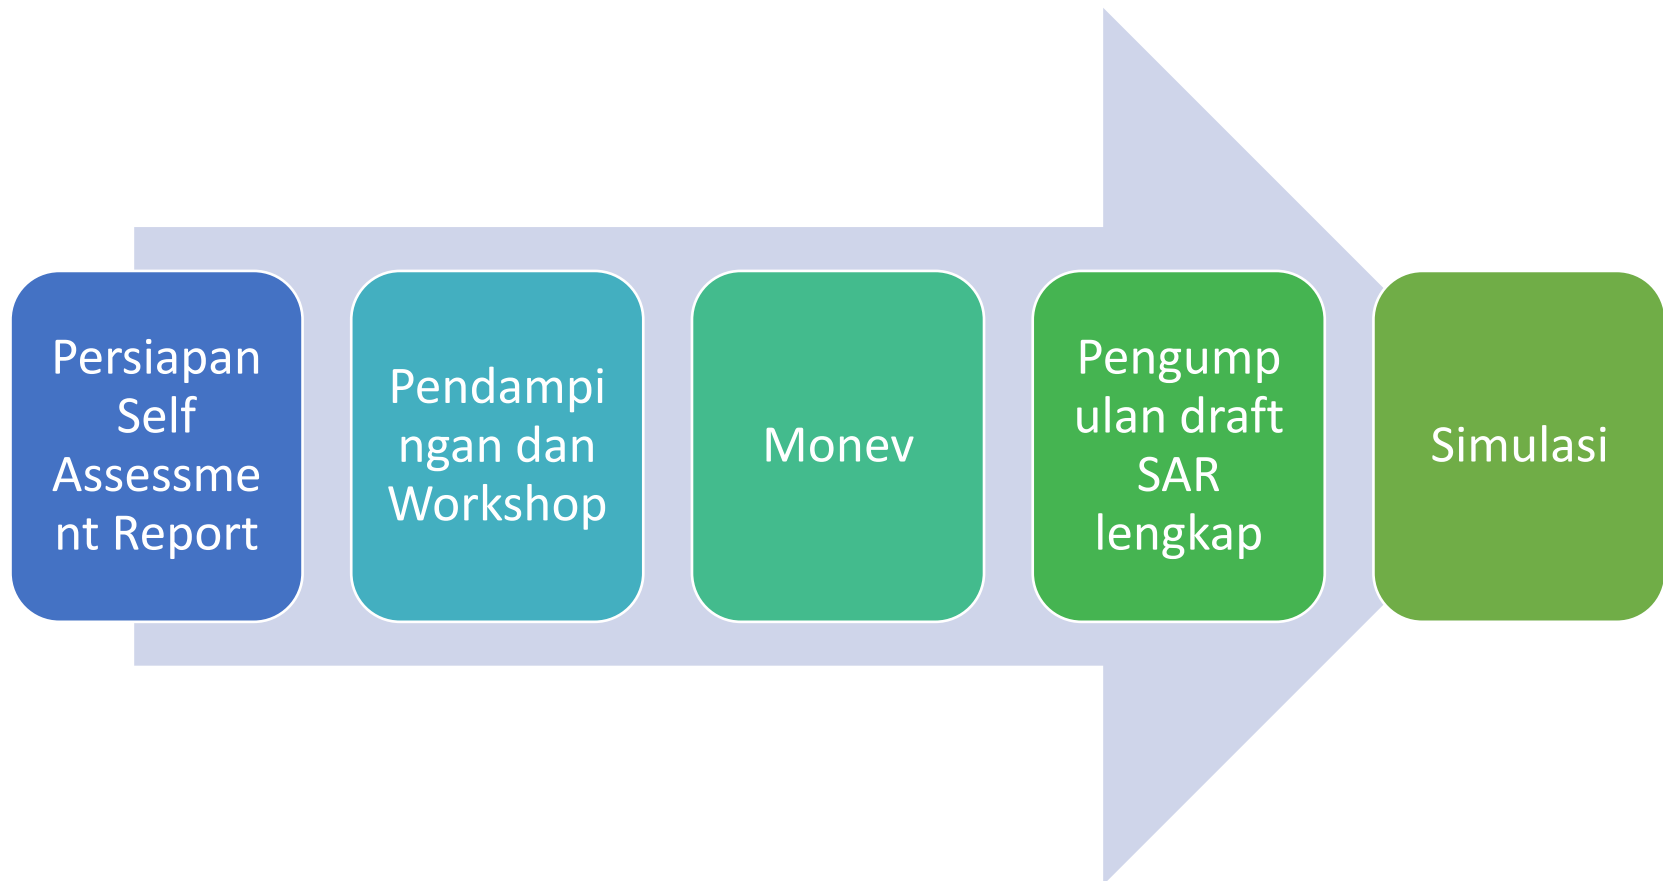 Persiapan
Self
Assessme
nt Report
Pendampi
ngan dan
Workshop
Monev
Pengump
ulan draft
SAR
lengkap
Simulasi